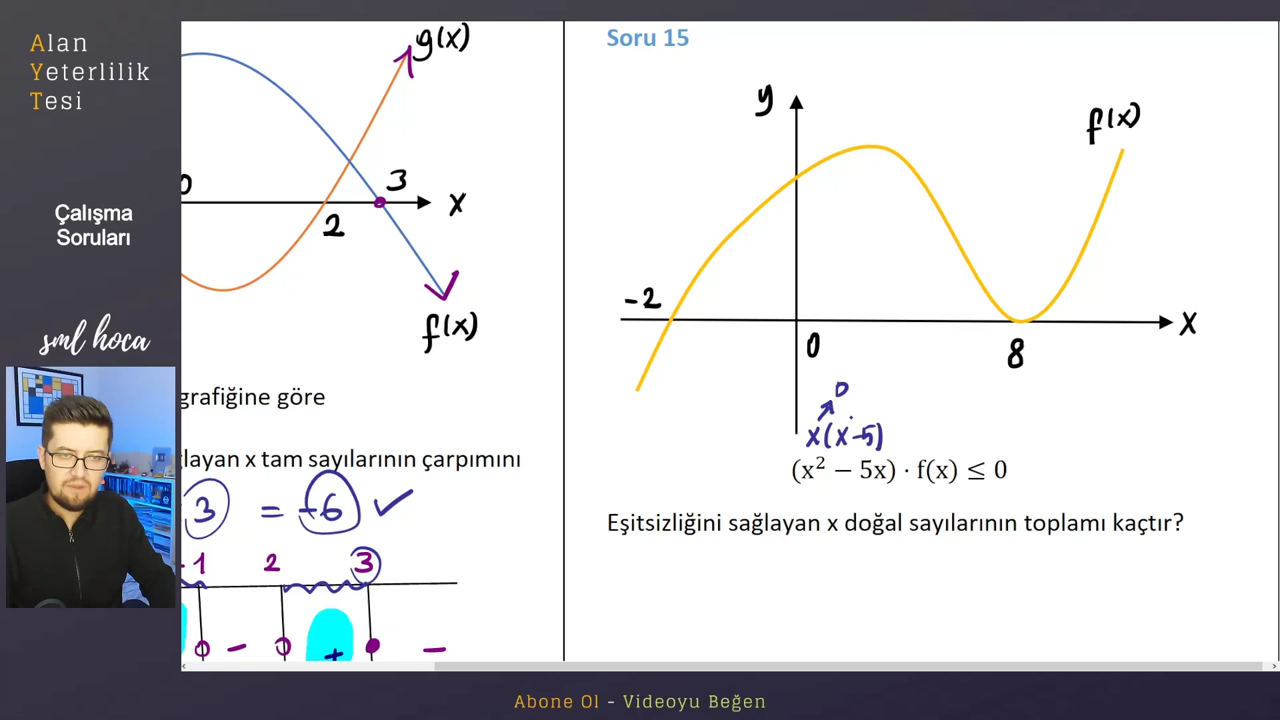 Alan
Yeterlilik
Tesi
Çalışma
Soruları
sml hoca
g(x)
0
2
3
x
f(x)
grafiğine göre
layan x tam sayılarının çarpımını
3 = -6 ✓
-1 2 3
- + -
Soru 15
y
f(x)
-2
0
8
x
0
x(x-5)
(x² − 5x) · f(x) ≤ 0
Eşitsizliğini sağlayan x doğal sayılarının toplamı kaçtır?
Abone Ol - Videoyu Beğen